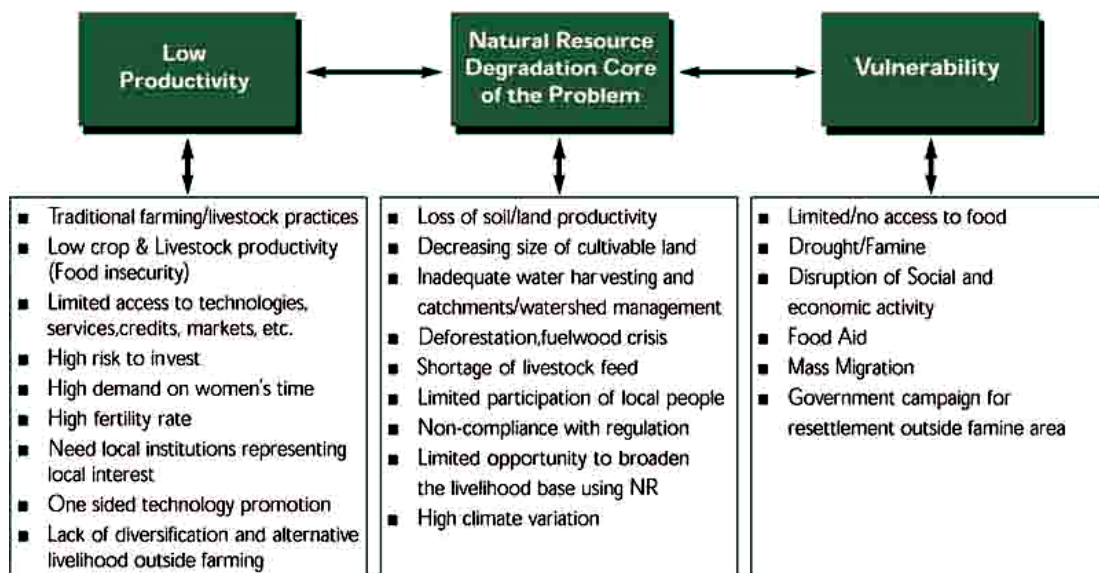 Low
Productivity
Natural Resource
Degradation Core
of the Problem
Vulnerability
Traditional farming/livestock practices
Low crop & Livestock productivity
(Food insecurity)
Limited access to technologies,
services,credits, markets, etc.
High risk to invest
High demand on women's time
High fertility rate
Need local institutions representing
local interest
One sided technology promotion
Lack of diversification and alternative
livelihood outside farming
Loss of soil/land productivity
Decreasing size of cultivable land
Inadequate water harvesting and
catchments/watershed management
Deforestation,fuelwood crisis
Shortage of livestock feed
Limited participation of local people
Non-compliance with regulation
Limited opportunity to broaden
the livelihood base using NR
High climate variation
Limited/no access to food
Drought/Famine
Disruption of Social and
economic activity
Food Aid
Mass Migration
Government campaign for
resettlement outside famine area